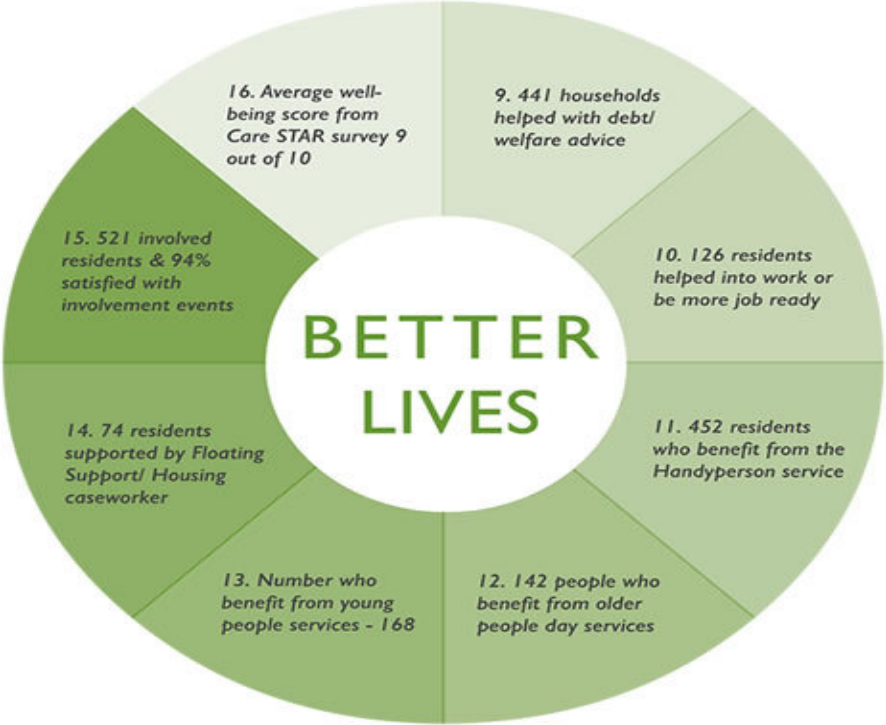 BETTER
LIVES
9. 441 households
helped with debt/
welfare advice
10. 126 residents
helped into work or
be more job ready
11. 452 residents
who benefit from the
Handyperson service
12. 142 people who
benefit from older
people day services
13. Number who
benefit from young
people services - 168
14. 74 residents
supported by Floating
Support/ Housing
caseworker
15. 521 involved
residents & 94%
satisfied with
involvement events
16. Average well-
being score from
Care STAR survey 9
out of 10